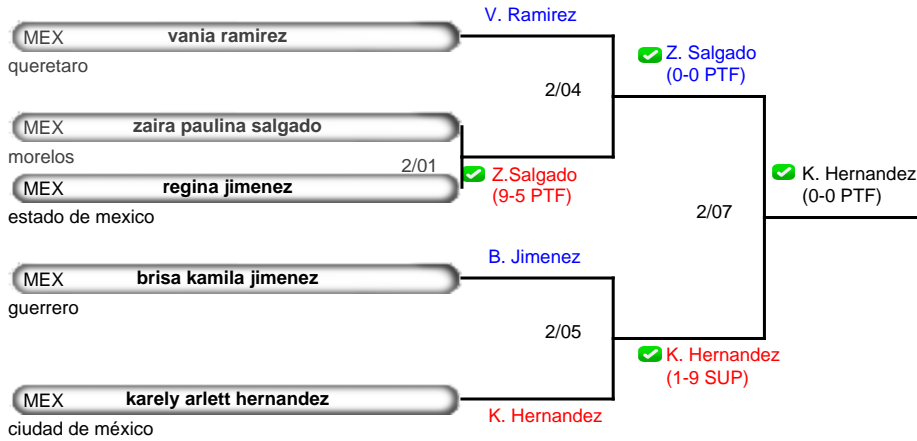 V. Ramirez
MEX vania ramirez
queretaro
Z. Salgado
(0-0 PTF)
2/04
MEX zaira paulina salgado
morelos
2/01
Z.Salgado
(9-5 PTF)
MEX regina jimenez
estado de mexico
K. Hernandez
(0-0 PTF)
2/07
B. Jimenez
MEX brisa kamila jimenez
guerrero
2/05
K. Hernandez
(1-9 SUP)
MEX karely arlett hernandez
K. Hernandez
ciudad de méxico